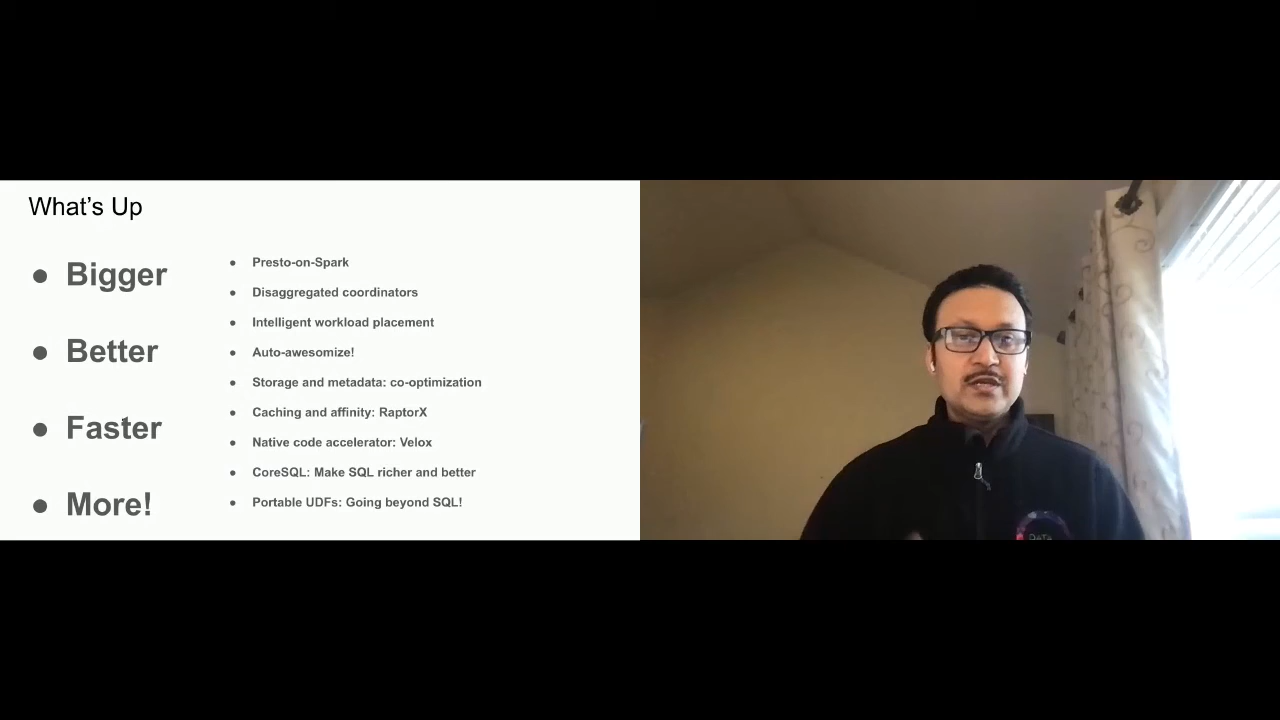 What's Up
● Bigger
● Better
● Faster
● More!
● Presto-on-Spark
● Disaggregated coordinators
● Intelligent workload placement
● Auto-awesomize!
● Storage and metadata: co-optimization
● Caching and affinity: RaptorX
● Native code accelerator: Velox
● CoreSQL: Make SQL richer and better
● Portable UDFs: Going beyond SQL!
DATA